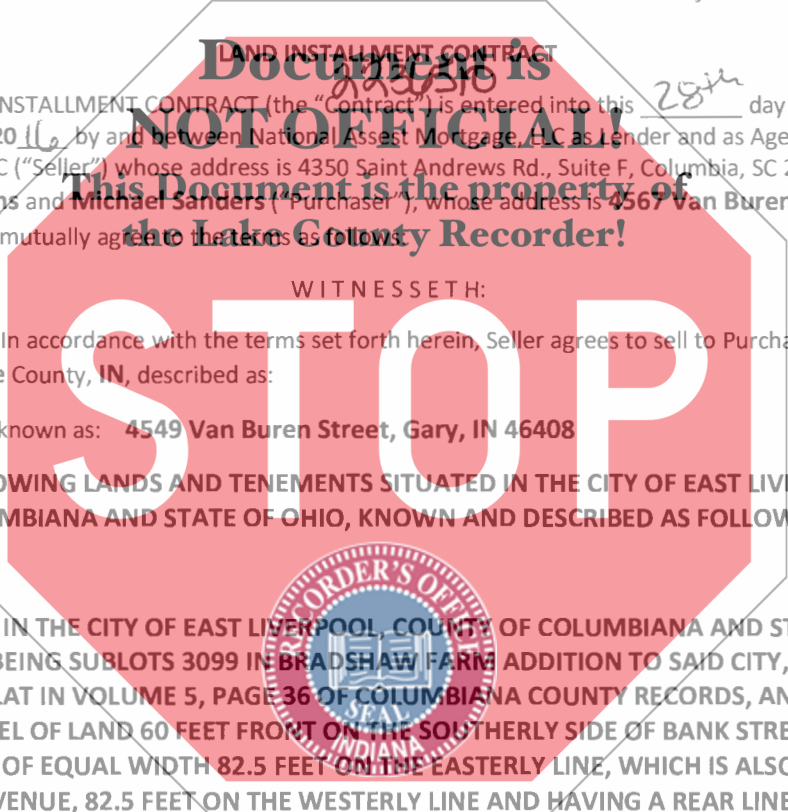 LAND INSTALLMENT CONTRACT
Document is
2236310
NSTALLMENT CONTRACT (the “Contract”) is entered into this 28th day
NOT OFFICIAL!
20 16 by and between National Assest Mortgage, LLC as Lender and as Age
C (“Seller”) whose address is 4350 Saint Andrews Rd., Suite F, Columbia, SC 2
This Document is the property of
ns and Michael Sanders (“Purchaser”), whose address is 4567 Van Buren
the Lake County Recorder!
mutually agree to the terms as follows:
WITNESSETH:
In accordance with the terms set forth herein, Seller agrees to sell to Purcha
e County, IN, described as:
STOP
known as: 4549 Van Buren Street, Gary, IN 46408
OWING LANDS AND TENEMENTS SITUATED IN THE CITY OF EAST LIV
MBIANA AND STATE OF OHIO, KNOWN AND DESCRIBED AS FOLLOW
RECORDER'S OFFICE
IN THE CITY OF EAST LIVERPOOL, COUNTY OF COLUMBIANA AND ST
BEING SUBLOTS 3099 IN BRADSHAW FARM ADDITION TO SAID CITY,
LAT IN VOLUME 5, PAGE 36 OF COLUMBIANA COUNTY RECORDS, AN
SEAL
EL OF LAND 60 FEET FRONT ON THE SOUTHERLY SIDE OF BANK STRE
INDIANA
OF EQUAL WIDTH 82.5 FEET ON THE EASTERLY LINE, WHICH IS ALSO
VENUE, 82.5 FEET ON THE WESTERLY LINE AND HAVING A REAR LINE